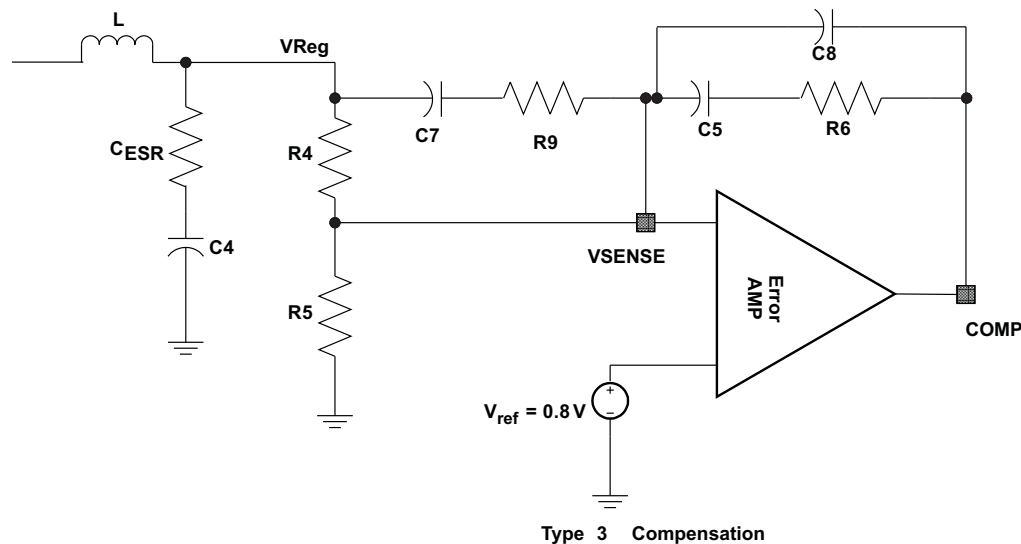 L
VReg
C8
C7
R9
C5
R6
CESR
R4
C4
VSENSE
Error
AMP
R5
COMP
+
Vref = 0.8 V
−
Type 3 Compensation